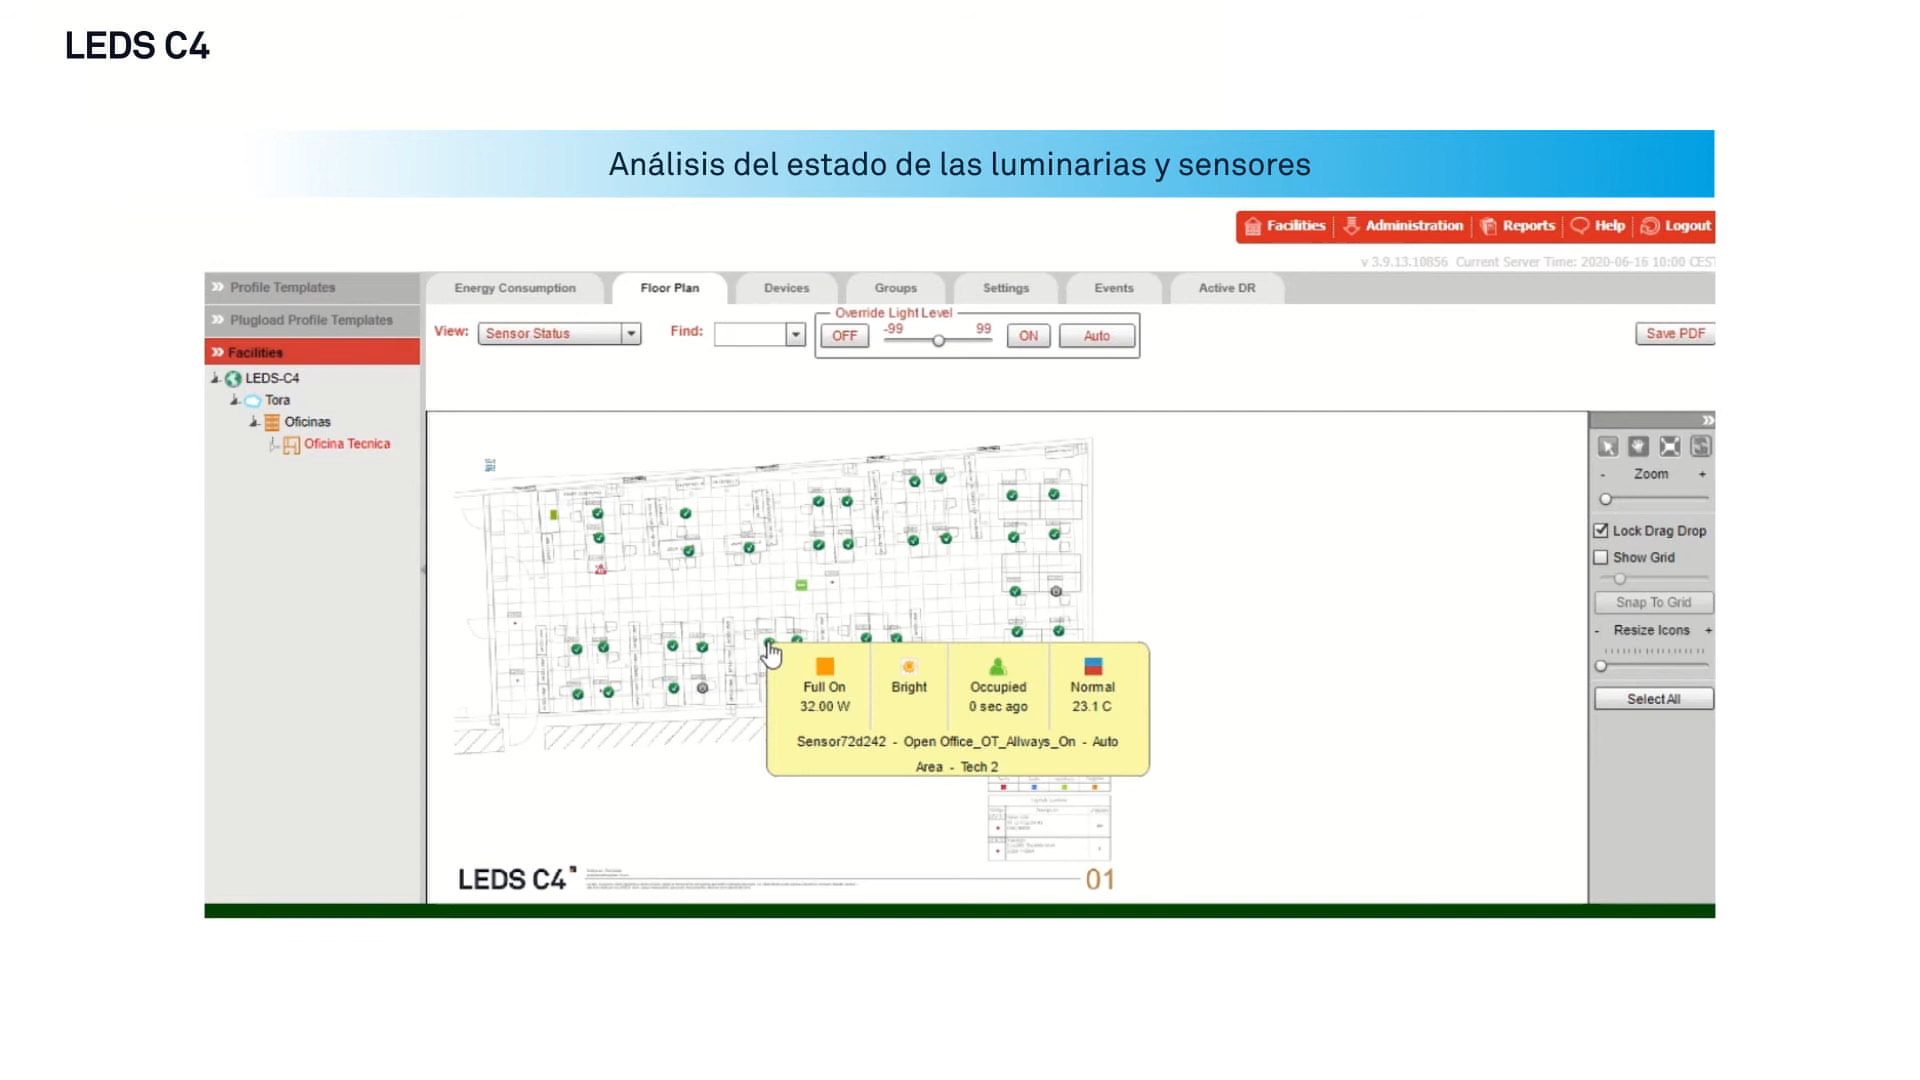 LEDS C4
Análisis del estado de las luminarias y sensores
Facilities Administration Reports Help Logout
v 3.9.13.10856 Current Server Time: 2020-06-16 10:00 CEST
Profile Templates
Plugload Profile Templates
Facilities
LEDS-C4
Tora
Oficinas
Oficina Tecnica
Energy Consumption Floor Plan Devices Groups Settings Events Active DR
View: Sensor Status Find:
Override Light Level
OFF -99 99 ON Auto
Save PDF
- Zoom +
Lock Drag Drop
Show Grid
Snap To Grid
- Resize Icons +
Select All
Full On Bright Occupied Normal
32.00 W 0 sec ago 23.1 C
Sensor72d242 - Open Office_OT_Allways_On - Auto
Area - Tech 2
LEDS C4 01